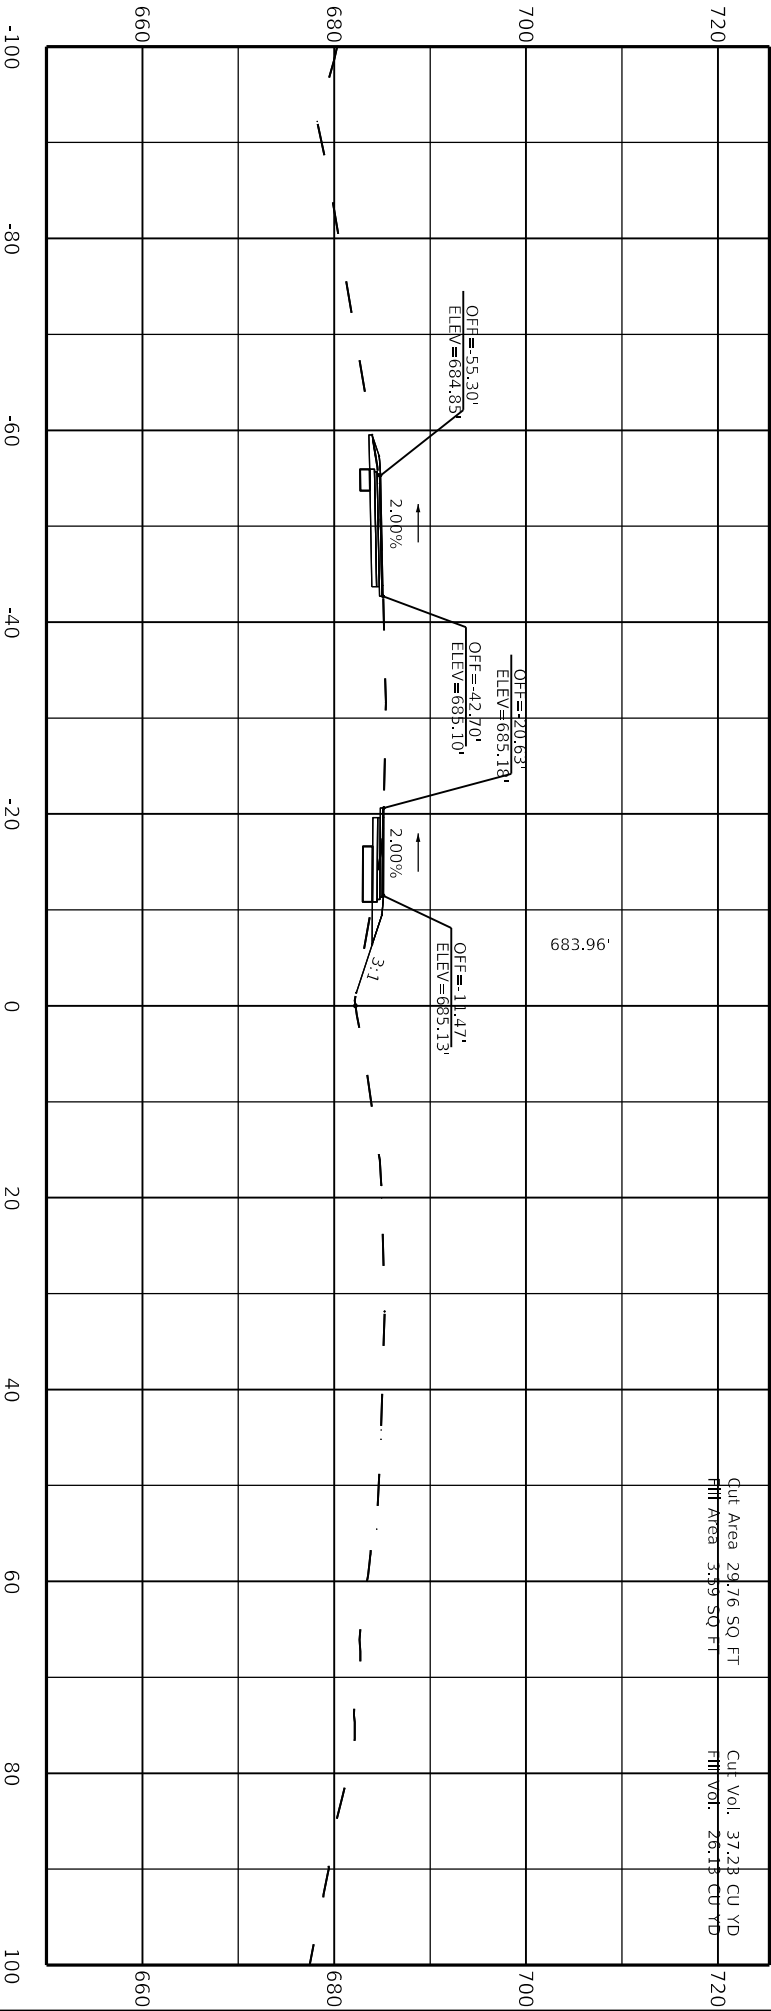 Cut Area 29.76 SQ FT
Fill Area 3.59 SQ FT
Cut Vol. 37.23 CU YD
Fill Vol. 26.13 CU YD
720
720
700
700
683.96'
OFF=-55.30'
ELEV=684.85'
OFF=-42.70'
ELEV=685.10'
OFF=-20.63'
ELEV=685.18'
OFF=-11.47'
ELEV=685.13'
2.00%
2.00%
3:1
680
680
660
660
-100
-80
-60
-40
-20
0
20
40
60
80
100